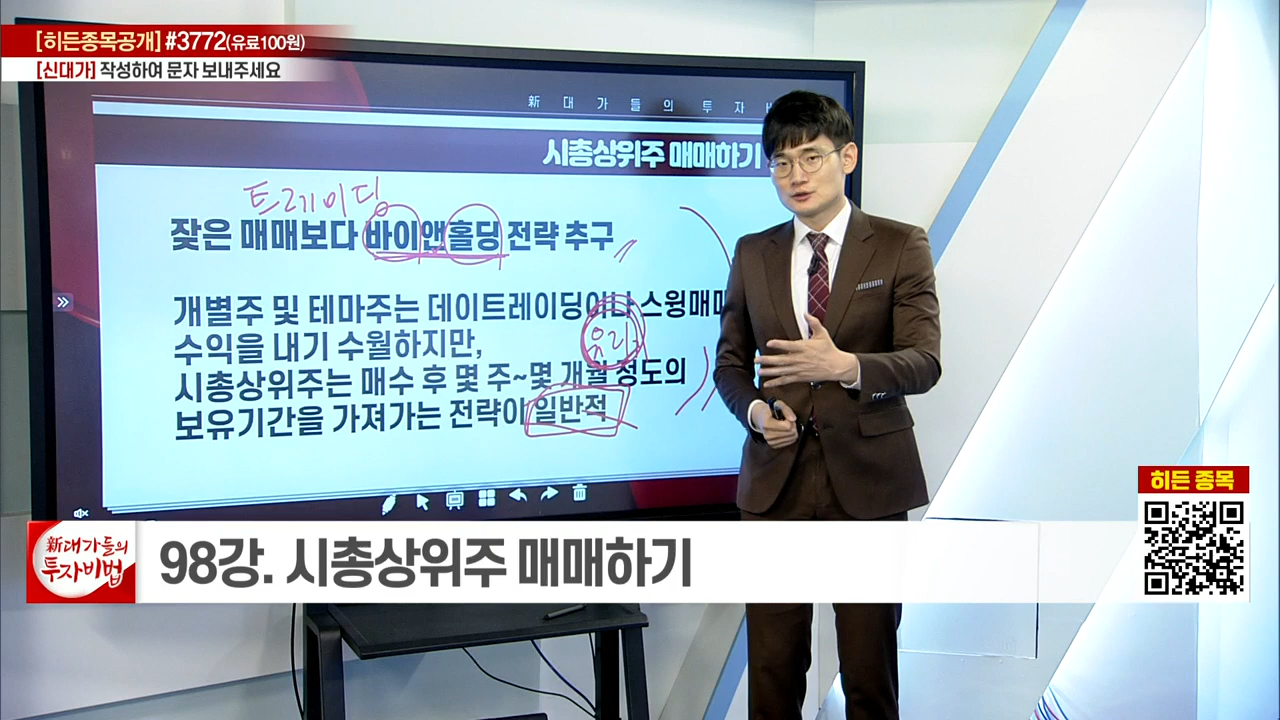 [히든종목공개] #3772(유료100원)
[신대가] 작성하여 문자 보내주세요
新 대 가 들 의 투 자
시총상위주 매매하기
트레이딩
잦은 매매보다 바이앤홀딩 전략 추구
개별주 및 테마주는 데이트레이딩이나 스윙매매
수익을 내기 수월하지만,
유리
시총상위주는 매수 후 몇 주~몇 개월 정도의
보유기간을 가져가는 전략이 일반적
히든 종목
新대가들의
투자비법
98강. 시총상위주 매매하기